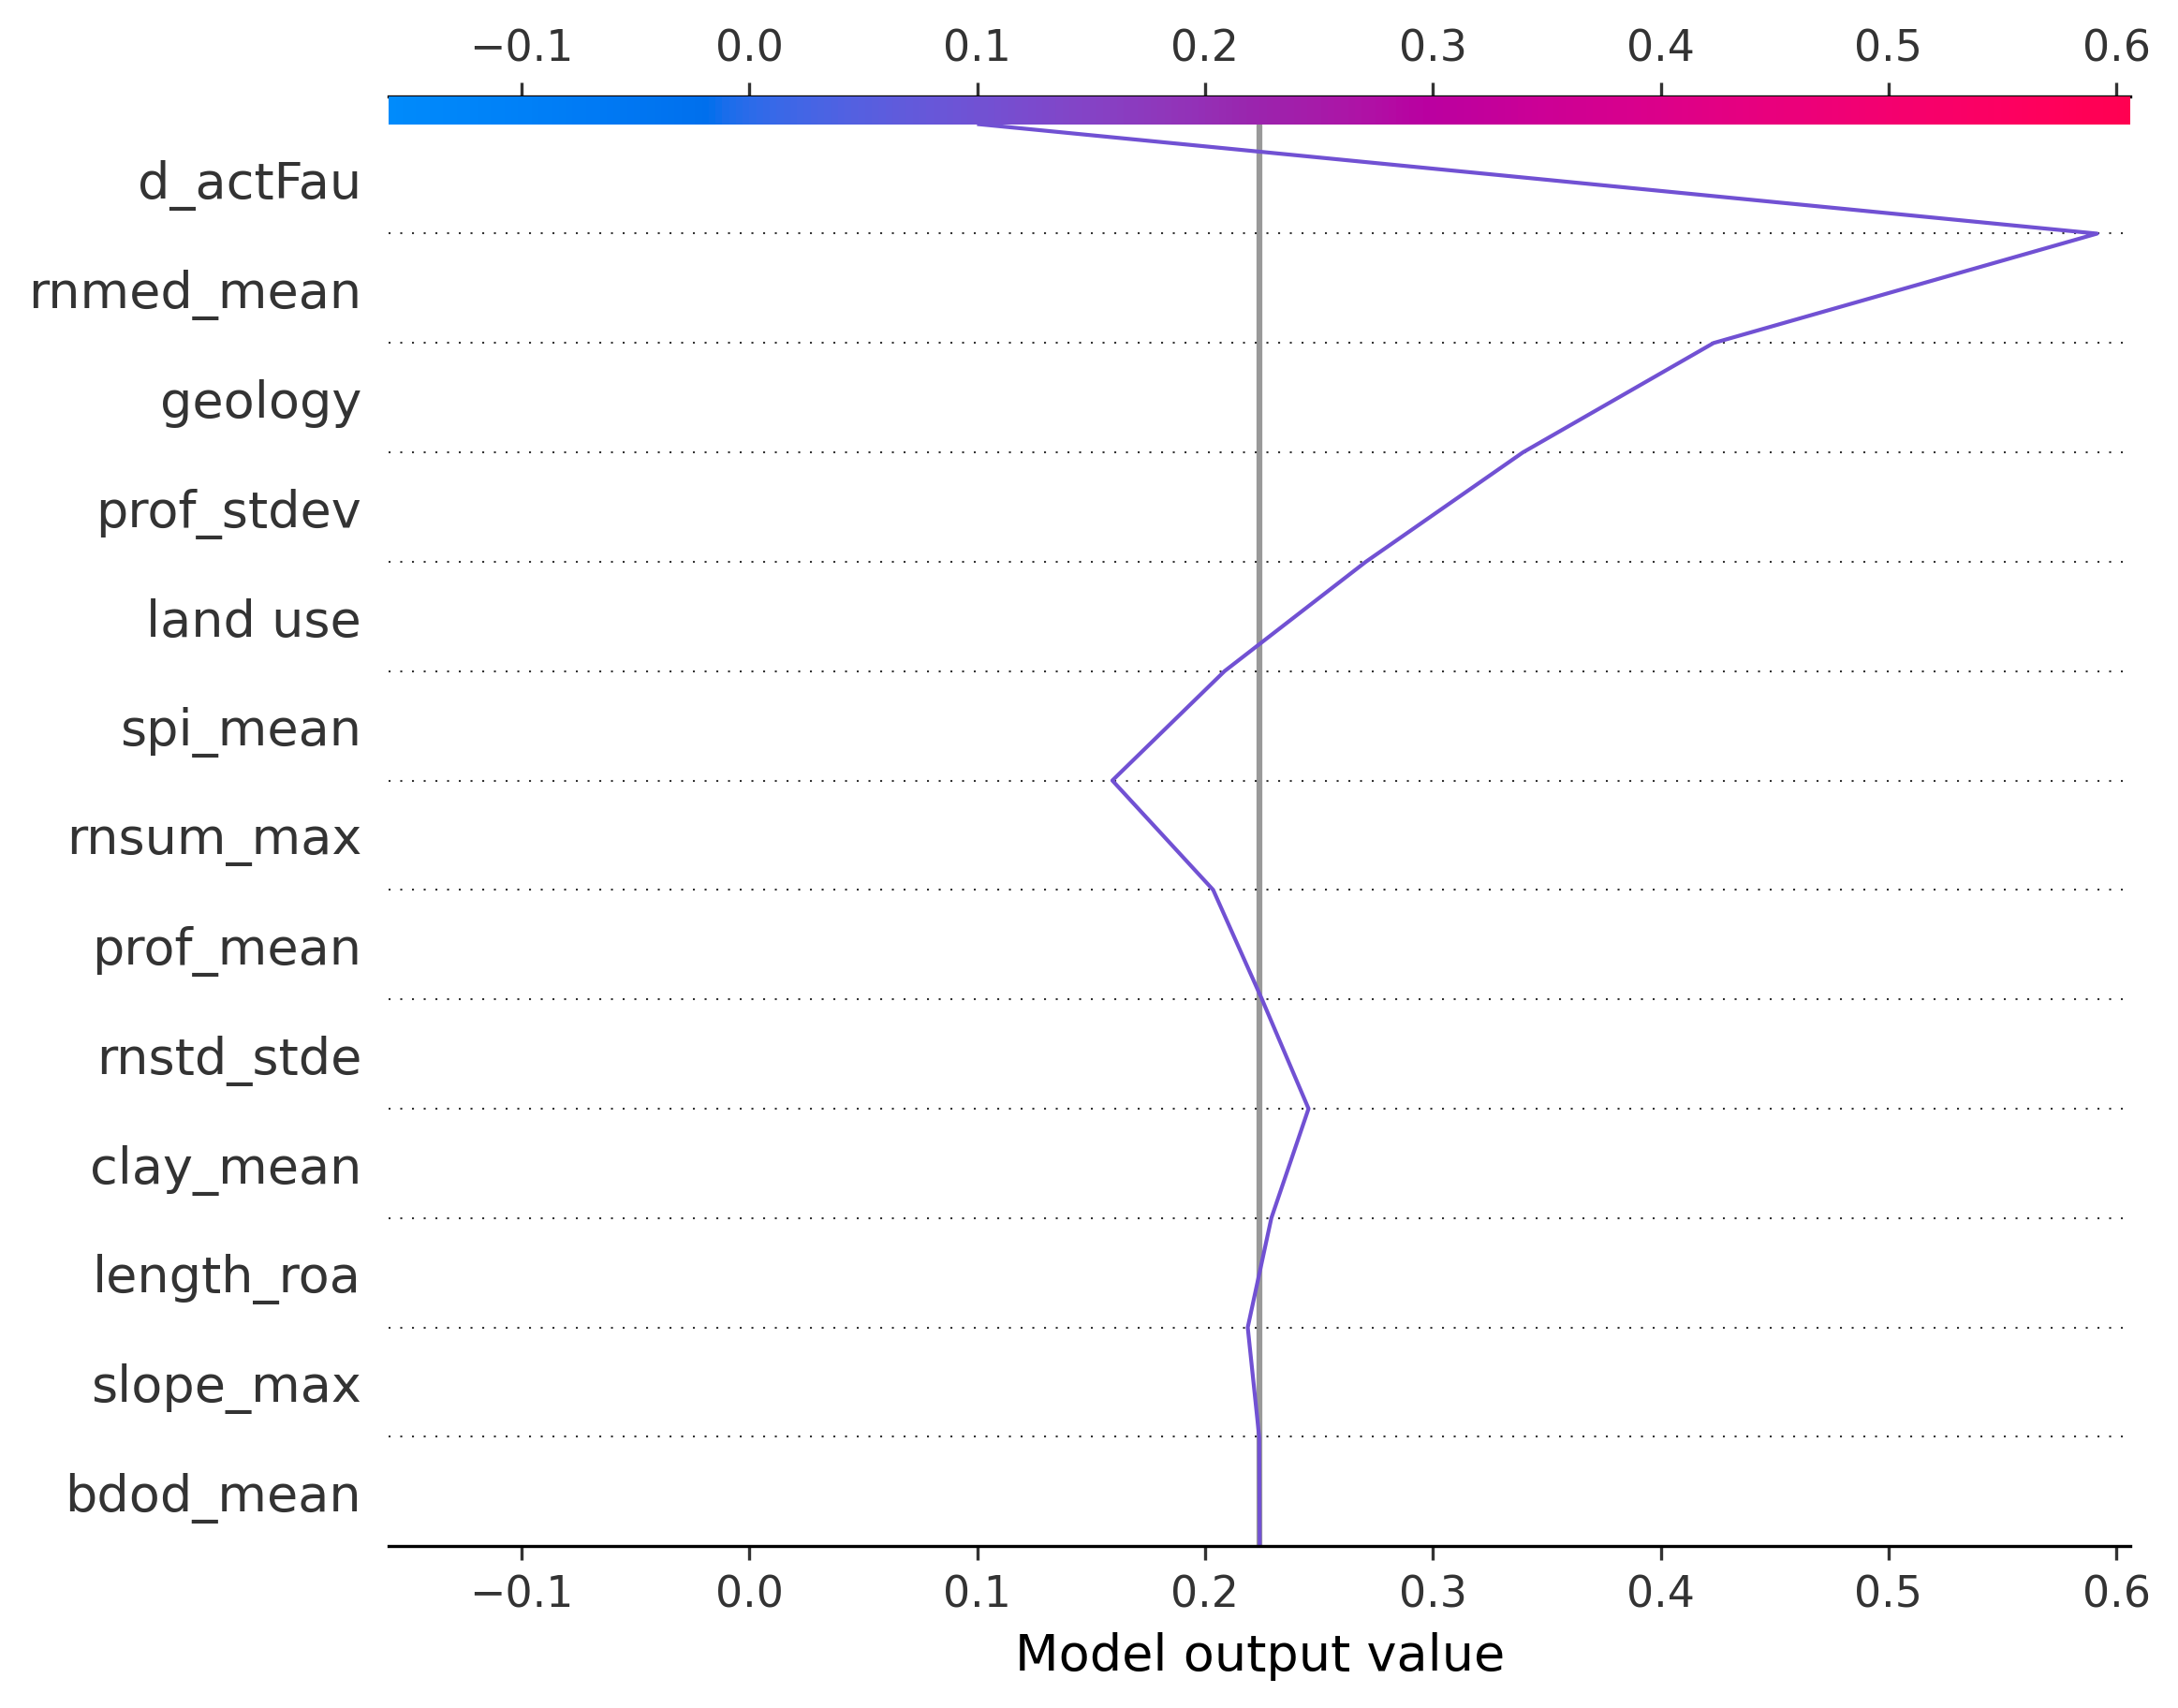 −0.1 0.0 0.1 0.2 0.3 0.4 0.5 0.6
d_actFau
rnmed_mean
geology
prof_stdev
land use
spi_mean
rnsum_max
prof_mean
rnstd_stde
clay_mean
length_roa
slope_max
bdod_mean
−0.1 0.0 0.1 0.2 0.3 0.4 0.5 0.6
Model output value